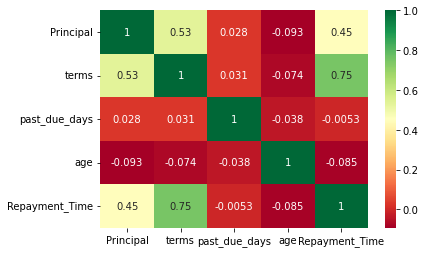 1.0
Principal 1 0.53 0.028 -0.093 0.45
0.8
terms 0.53 1 0.031 -0.074 0.75
0.6
past_due_days 0.028 0.031 1 -0.038 -0.0053
0.4
age -0.093 -0.074 -0.038 1 -0.085
0.2
Repayment_Time 0.45 0.75 -0.0053 -0.085 1
0.0
Principal terms past_due_days age Repayment_Time